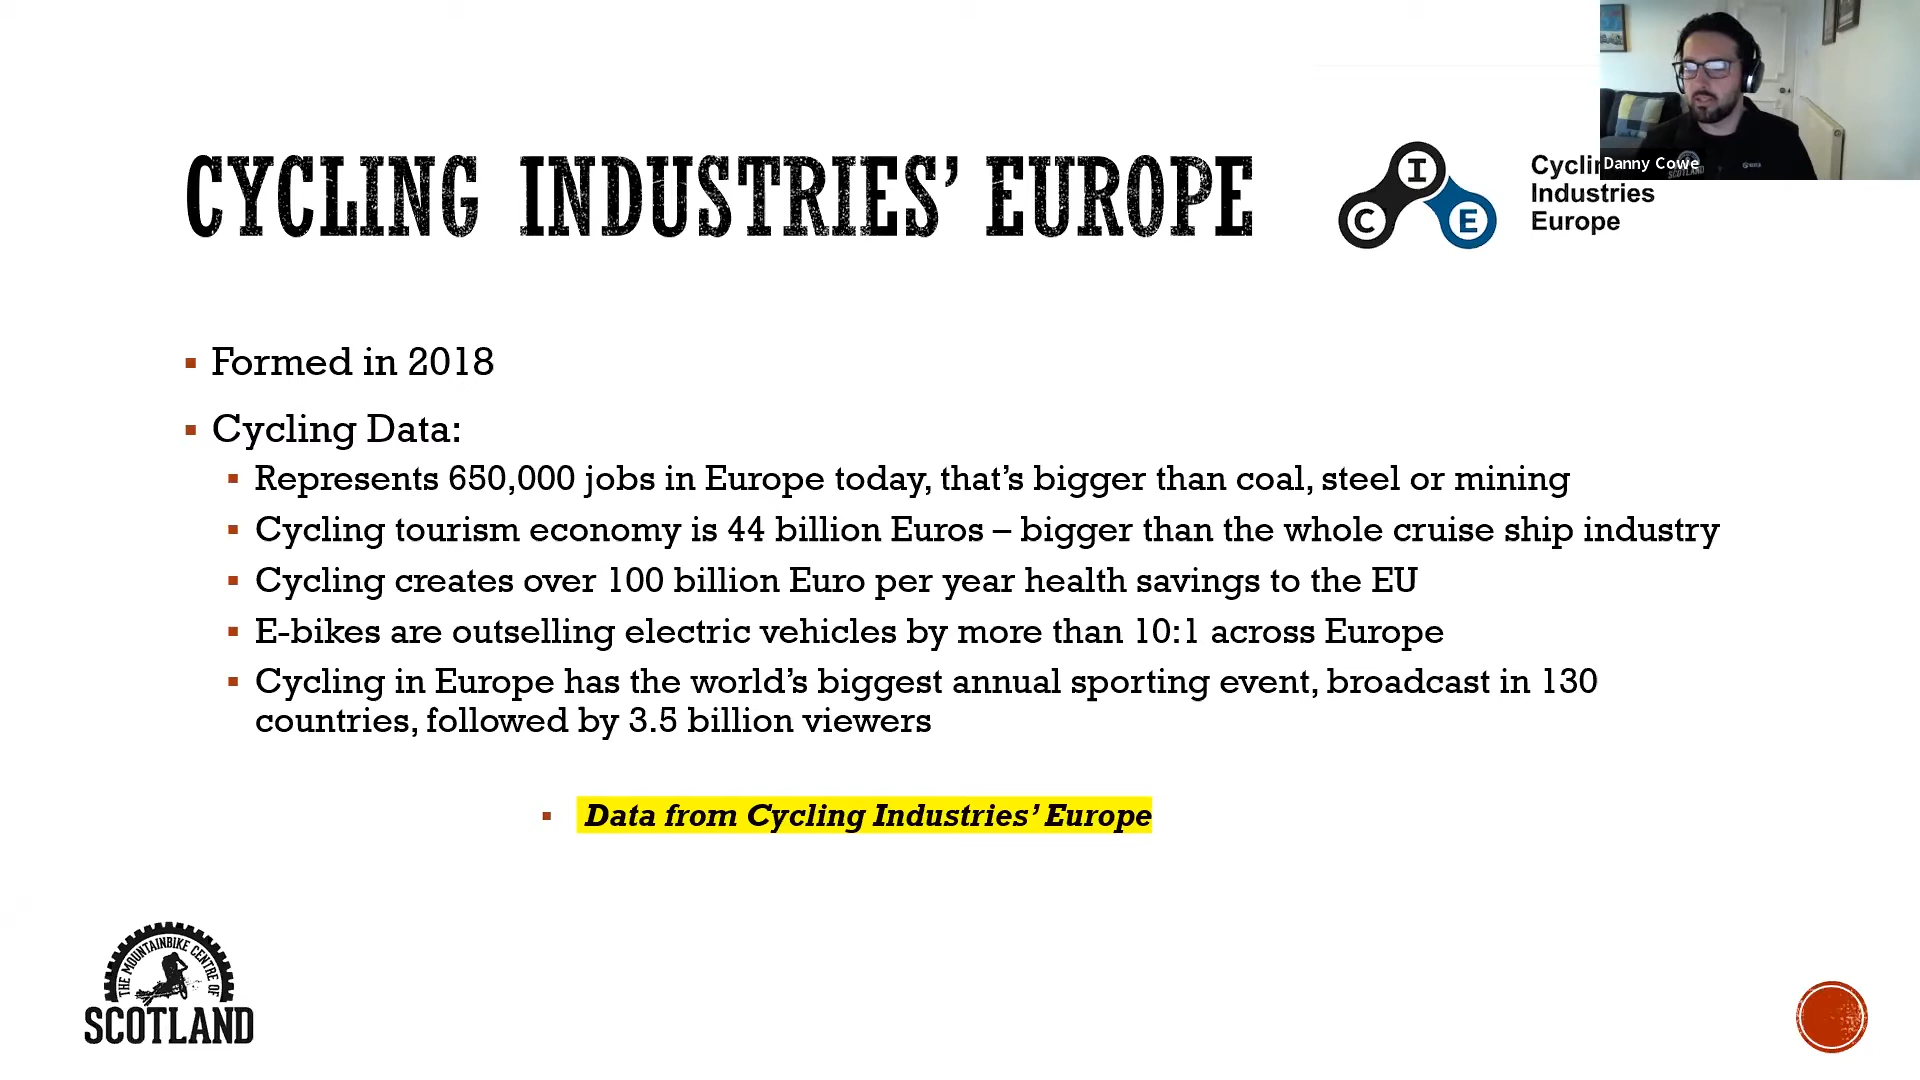 CYCLING INDUSTRIES’ EUROPE
C I E
Industries
Europe
Danny Cowe
SCOTLAND
▪ Formed in 2018
▪ Cycling Data:
▪ Represents 650,000 jobs in Europe today, that’s bigger than coal, steel or mining
▪ Cycling tourism economy is 44 billion Euros – bigger than the whole cruise ship industry
▪ Cycling creates over 100 billion Euro per year health savings to the EU
▪ E-bikes are outselling electric vehicles by more than 10:1 across Europe
▪ Cycling in Europe has the world’s biggest annual sporting event, broadcast in 130
countries, followed by 3.5 billion viewers
▪ Data from Cycling Industries’ Europe
THE MOUNTAINBIKE CENTRE OF
SCOTLAND